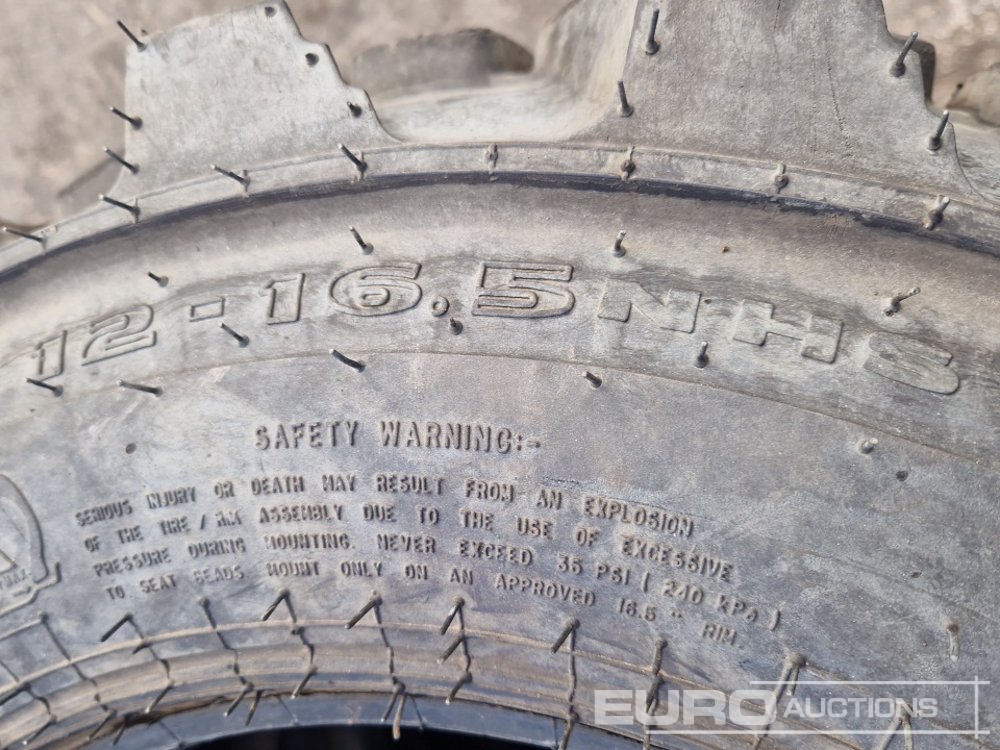 12-16.5 NHS
SAFETY WARNING:-
SERIOUS INJURY OR DEATH MAY RESULT FROM AN EXPLOSION
OF THE TIRE / RIM ASSEMBLY DUE TO THE USE OF EXCESSIVE
PRESSURE DURING MOUNTING. NEVER EXCEED 35 PSI ( 240 KPa )
TO SEAT BEADS MOUNT ONLY ON AN APPROVED 16.5 " RIM.
EURO AUCTIONS